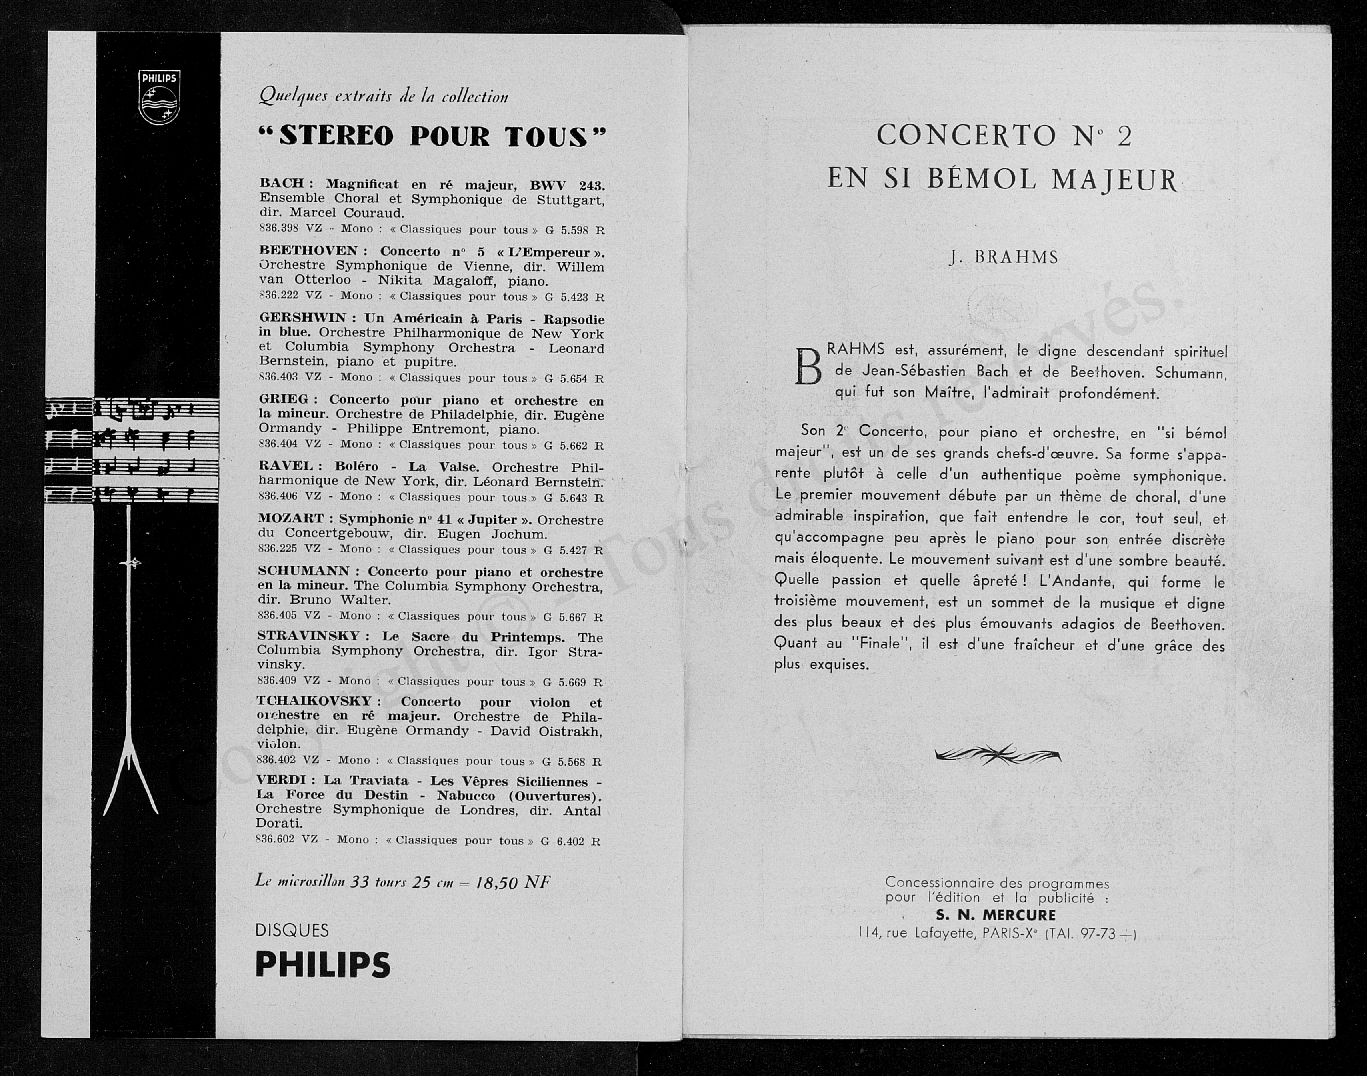 PHILIPS
Quelques extraits de la collection
“STEREO POUR TOUS”
BACH : Magnificat en ré majeur, BWV 243.
Ensemble Choral et Symphonique de Stuttgart,
dir. Marcel Couraud.
836.398 VZ - Mono : « Classiques pour tous » G 5.598 R
BEETHOVEN : Concerto n° 5 « L'Empereur ».
Orchestre Symphonique de Vienne, dir. Willem
van Otterloo - Nikita Magaloff, piano.
836.222 VZ - Mono : « Classiques pour tous » G 5.423 R
GERSHWIN : Un Américain à Paris - Rapsodie
in blue. Orchestre Philharmonique de New York
et Columbia Symphony Orchestra - Leonard
Bernstein, piano et pupitre.
836.403 VZ - Mono : « Classiques pour tous » G 5.654 R
GRIEG : Concerto pour piano et orchestre en
la mineur. Orchestre de Philadelphie, dir. Eugène
Ormandy - Philippe Entremont, piano.
836.404 VZ - Mono : « Classiques pour tous » G 5.662 R
RAVEL : Boléro - La Valse. Orchestre Phil-
harmonique de New York, dir. Léonard Bernstein.
836.406 VZ - Mono : « Classiques pour tous » G 5.643 R
MOZART : Symphonie n° 41 « Jupiter ». Orchestre
du Concertgebouw, dir. Eugen Jochum.
836.225 VZ - Mono : « Classiques pour tous » G 5.427 R
SCHUMANN : Concerto pour piano et orchestre
en la mineur. The Columbia Symphony Orchestra,
dir. Bruno Walter.
836.405 VZ - Mono : « Classiques pour tous » G 5.667 R
STRAVINSKY : Le Sacre du Printemps. The
Columbia Symphony Orchestra, dir. Igor Stra-
vinsky.
836.409 VZ - Mono : « Classiques pour tous » G 5.669 R
TCHAIKOVSKY : Concerto pour violon et
orchestre en ré majeur. Orchestre de Phila-
delphie, dir. Eugène Ormandy - David Oistrakh,
violon.
836.402 VZ - Mono : « Classiques pour tous » G 5.568 R
VERDI : La Traviata - Les Vêpres Siciliennes -
La Force du Destin - Nabucco (Ouvertures).
Orchestre Symphonique de Londres, dir. Antal
Dorati.
836.602 VZ - Mono : « Classiques pour tous » G 6.402 R
Le microsillon 33 tours 25 cm = 18,50 NF
DISQUES
PHILIPS
CONCERTO N° 2
EN SI BÉMOL MAJEUR
J. BRAHMS
BRAHMS est, assurément, le digne descendant spirituel
de Jean-Sébastien Bach et de Beethoven. Schumann,
qui fut son Maître, l'admirait profondément.
Son 2e Concerto, pour piano et orchestre, en "si bémol
majeur", est un de ses grands chefs-d'œuvre. Sa forme s'appa-
rente plutôt à celle d'un authentique poème symphonique.
Le premier mouvement débute par un thème de choral, d'une
admirable inspiration, que fait entendre le cor, tout seul, et
qu'accompagne peu après le piano pour son entrée discrète
mais éloquente. Le mouvement suivant est d'une sombre beauté.
Quelle passion et quelle âpreté ! L'Andante, qui forme le
troisième mouvement, est un sommet de la musique et digne
des plus beaux et des plus émouvants adagios de Beethoven.
Quant au "Finale", il est d'une fraîcheur et d'une grâce des
plus exquises.
Concessionnaire des programmes
pour l'édition et la publicité :
S. N. MERCURE
114, rue Lafayette, PARIS-Xe (TAI. 97-73 +)
Copyright © - Tous droits réservés.